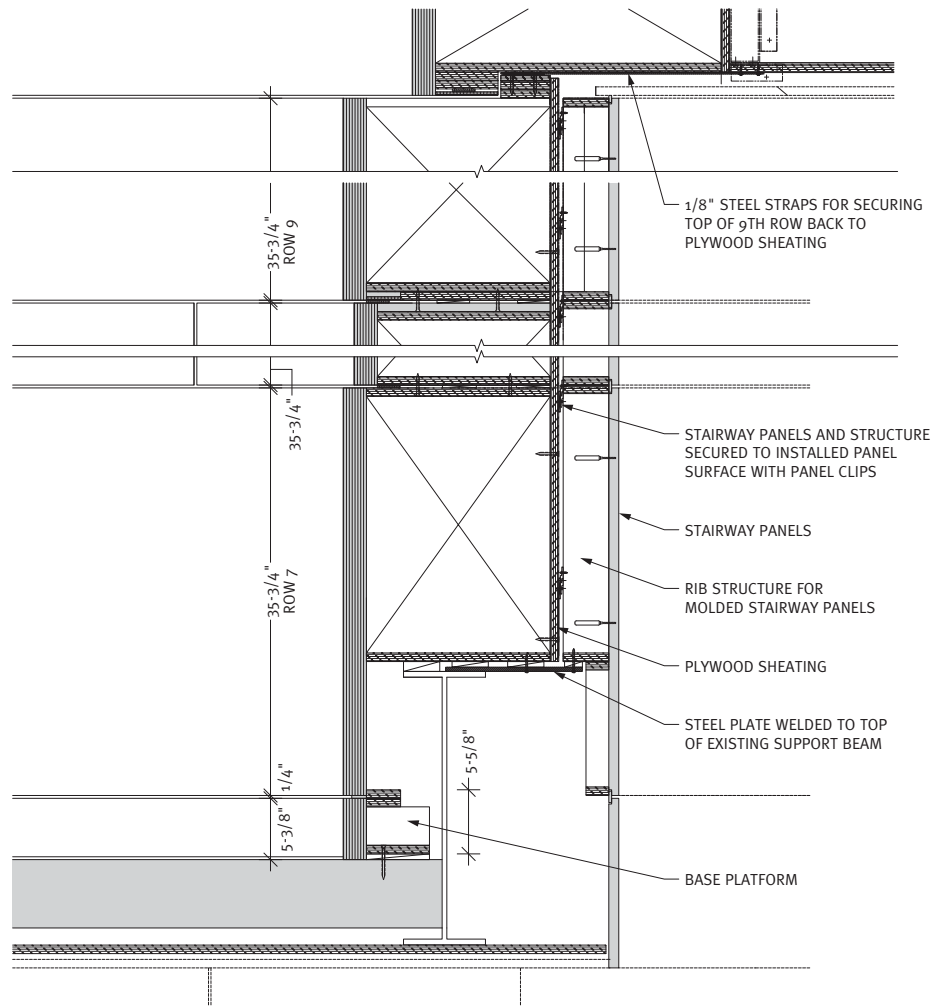 1/8" STEEL STRAPS FOR SECURING
TOP OF 9TH ROW BACK TO
PLYWOOD SHEATING
35-3/4"
ROW 9
35-3/4"
STAIRWAY PANELS AND STRUCTURE
SECURED TO INSTALLED PANEL
SURFACE WITH PANEL CLIPS
STAIRWAY PANELS
35-3/4"
ROW 7
RIB STRUCTURE FOR
MOLDED STAIRWAY PANELS
PLYWOOD SHEATING
STEEL PLATE WELDED TO TOP
OF EXISTING SUPPORT BEAM
5-5/8"
1/4"
5-3/8"
BASE PLATFORM